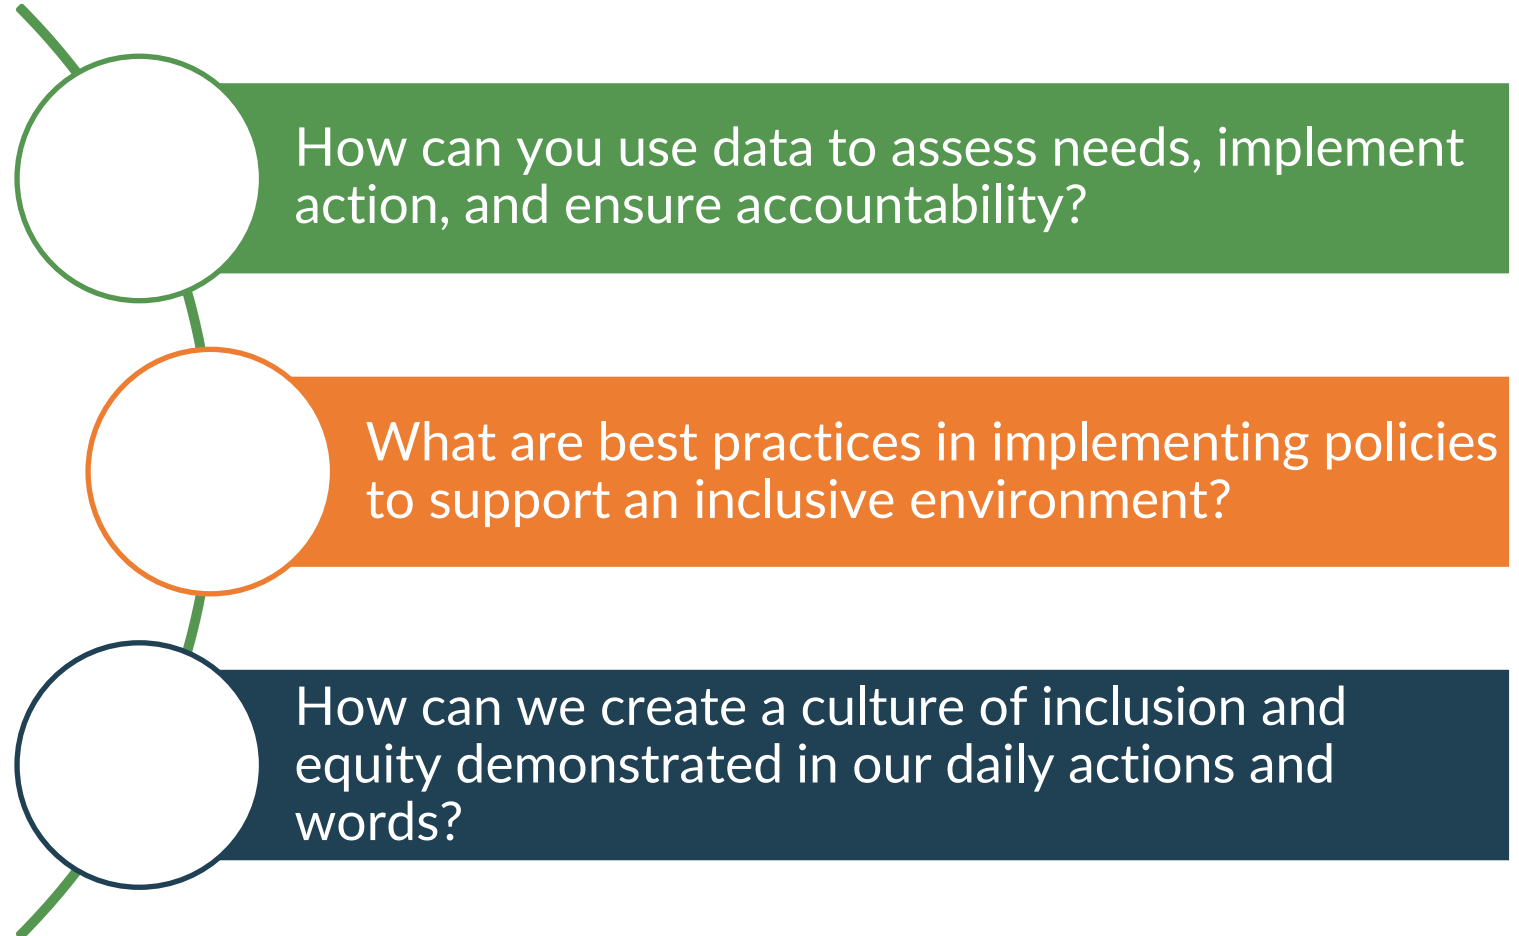 How can you use data to assess needs, implement
action, and ensure accountability?
What are best practices in implementing policies
to support an inclusive environment?
How can we create a culture of inclusion and
equity demonstrated in our daily actions and
words?